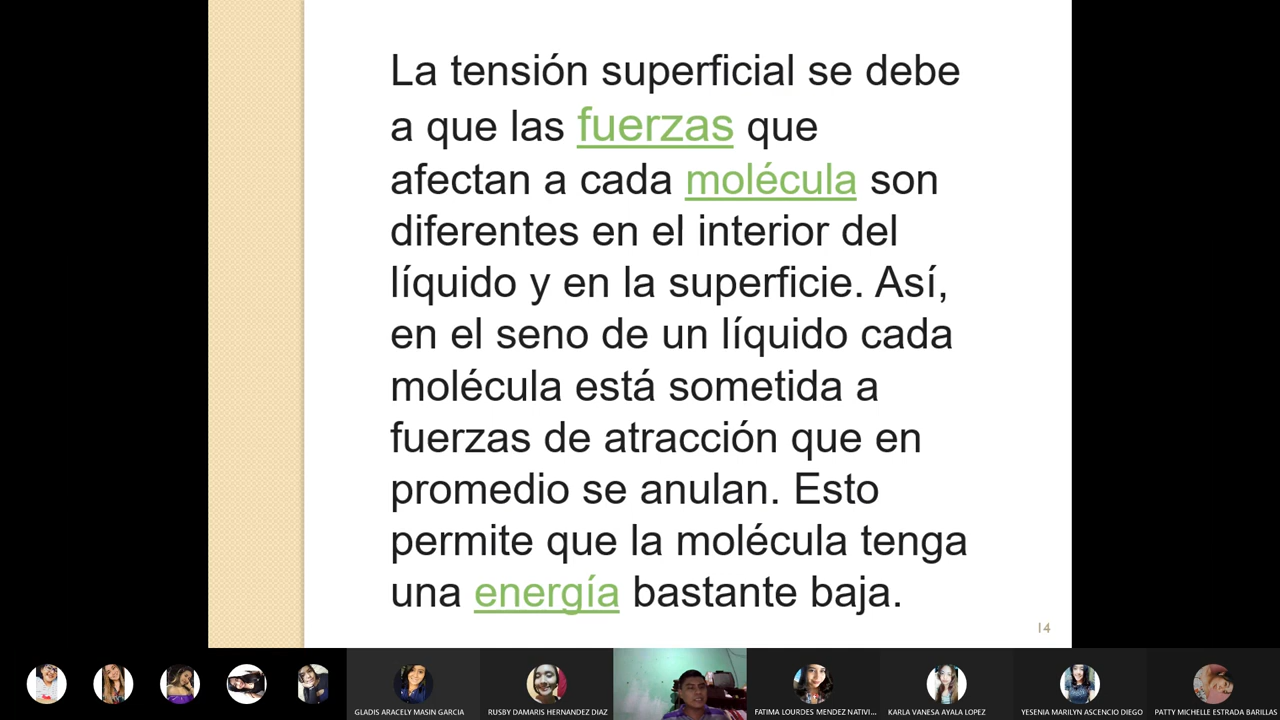 La tensión superficial se debe
a que las fuerzas que
afectan a cada molécula son
diferentes en el interior del
líquido y en la superficie. Así,
en el seno de un líquido cada
molécula está sometida a
fuerzas de atracción que en
promedio se anulan. Esto
permite que la molécula tenga
una energía bastante baja.
14
GLADIS ARACELY MASIN GARCIA
RUSBY DAMARIS HERNANDEZ DIAZ
FATIMA LOURDES MENDEZ NATIVI...
KARLA VANESA AYALA LOPEZ
YESENIA MARILYN ASCENCIO DIEGO
PATTY MICHELLE ESTRADA BARILLAS